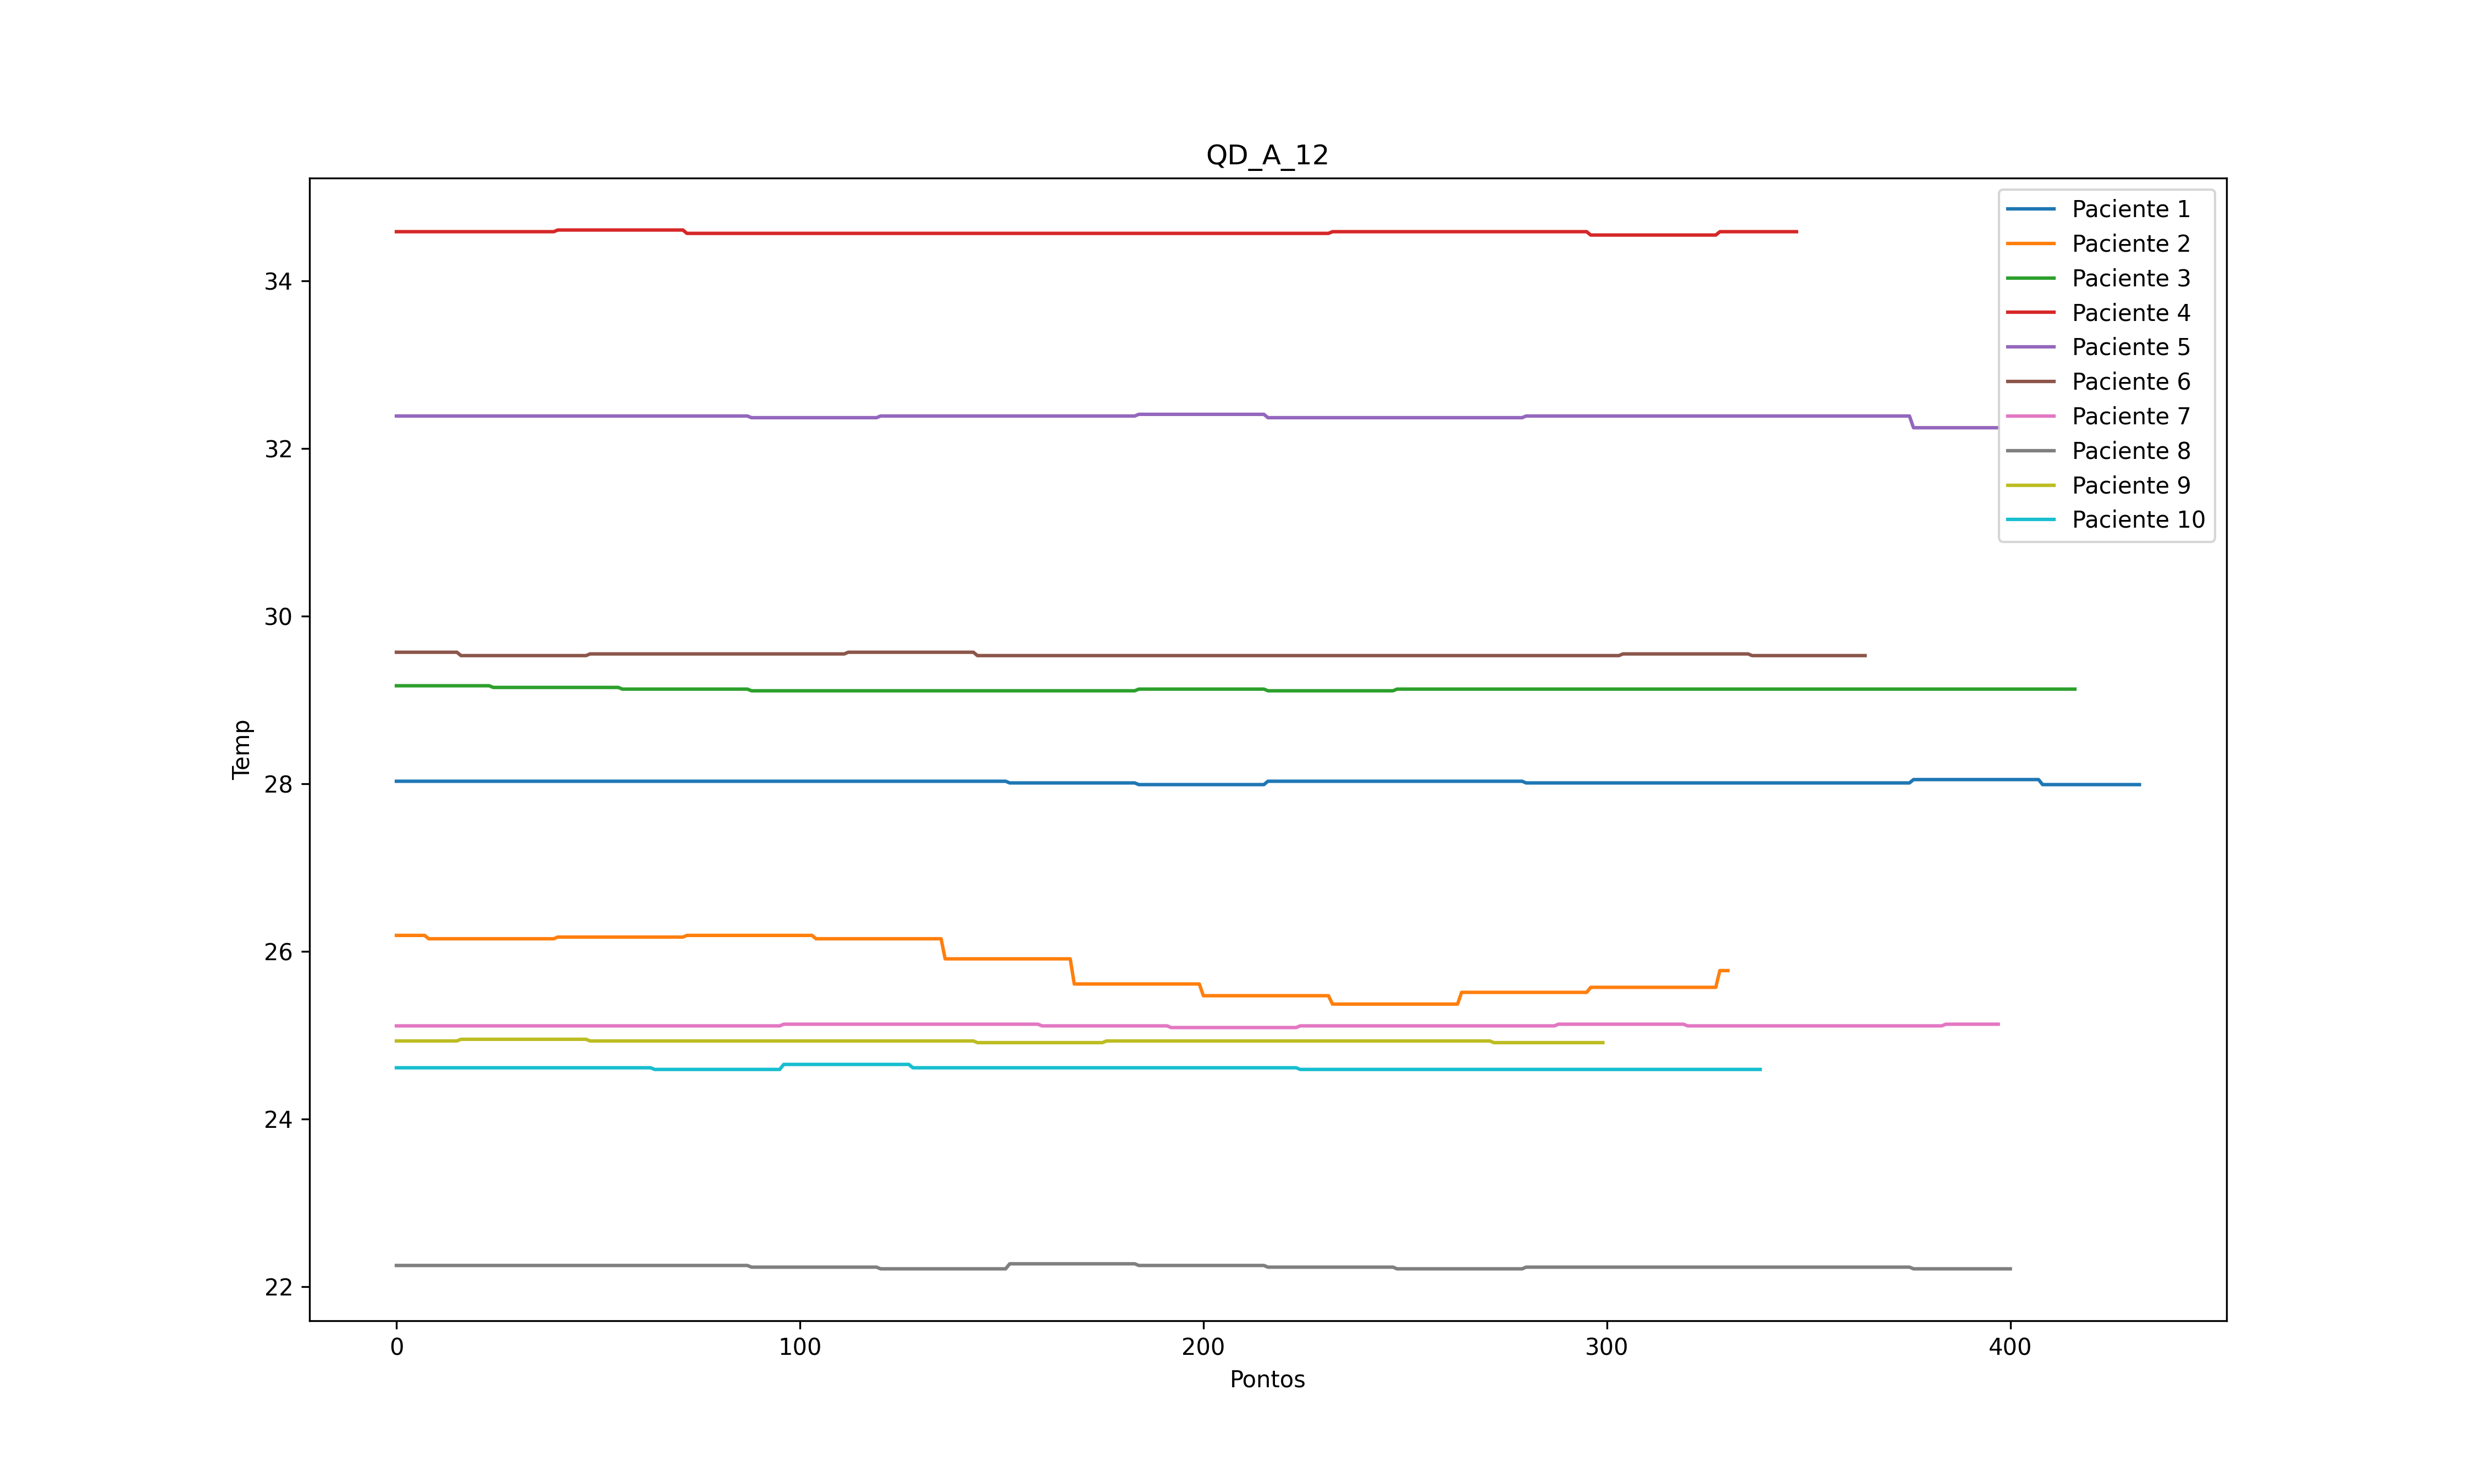 QD_A_12
Paciente 1
Paciente 2
Paciente 3
Paciente 4
Paciente 5
Paciente 6
Paciente 7
Paciente 8
Paciente 9
Paciente 10
34
32
30
28
26
24
22
Temp
0 100 200 300 400
Pontos